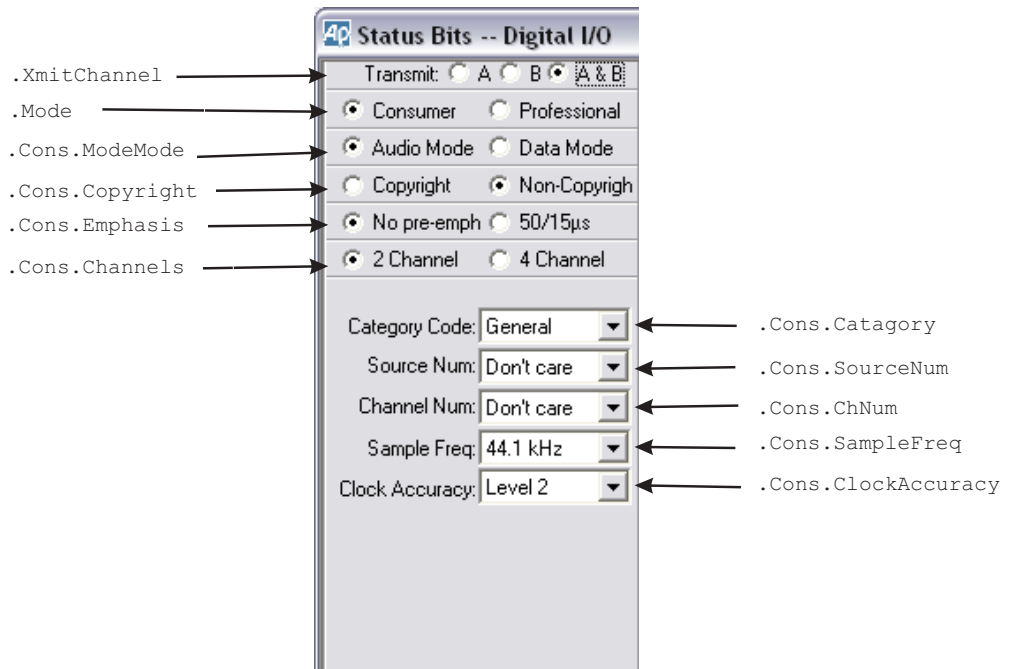 Ap Status Bits -- Digital I/O
.XmitChannel Transmit: A B A & B
.Mode Consumer Professional
.Cons.ModeMode Audio Mode Data Mode
.Cons.Copyright Copyright Non-Copyrigh
.Cons.Emphasis No pre-emph 50/15µs
.Cons.Channels 2 Channel 4 Channel
Category Code: General .Cons.Catagory
Source Num: Don't care .Cons.SourceNum
Channel Num: Don't care .Cons.ChNum
Sample Freq: 44.1 kHz .Cons.SampleFreq
Clock Accuracy: Level 2 .Cons.ClockAccuracy